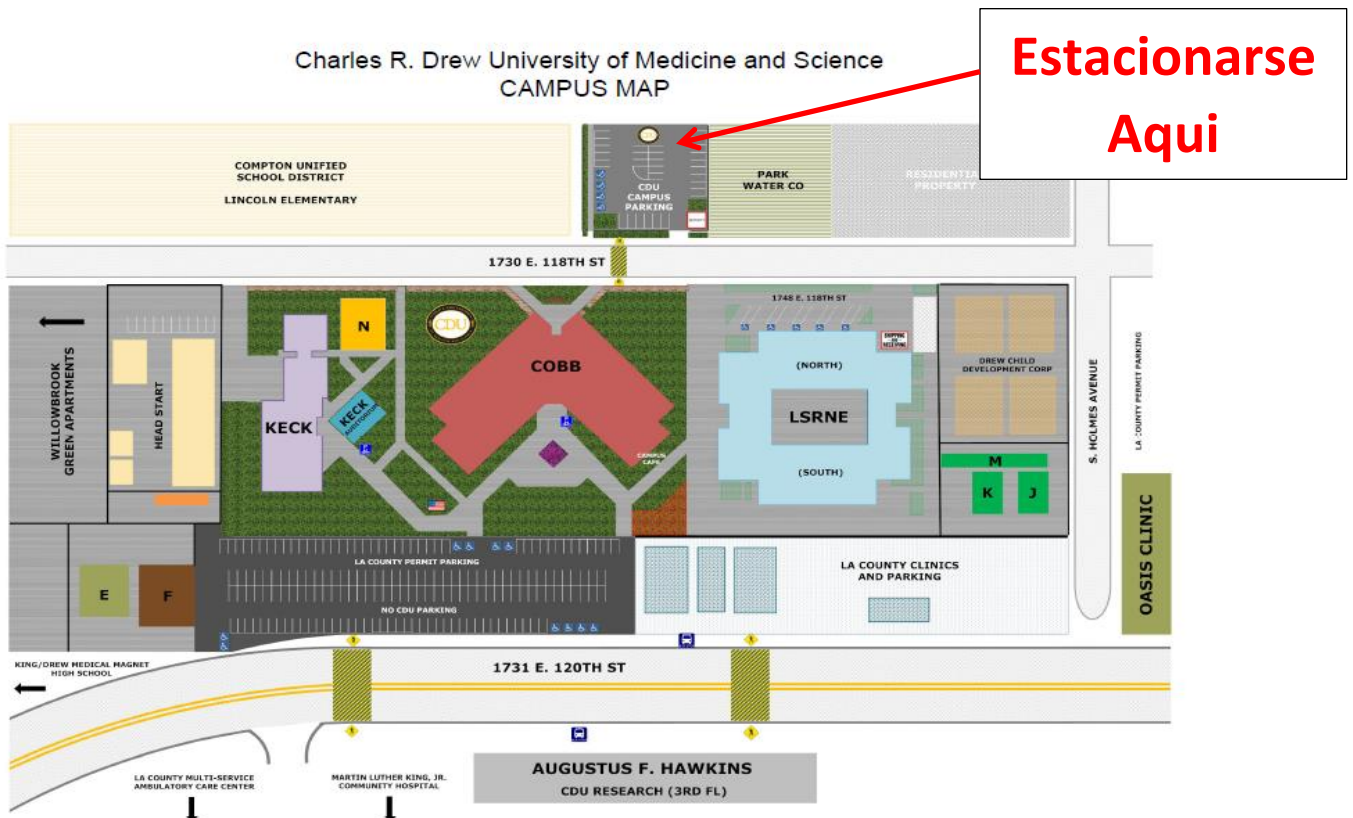 Charles R. Drew University of Medicine and Science
CAMPUS MAP
Estacionarse
Aqui
COMPTON UNIFIED
SCHOOL DISTRICT
LINCOLN ELEMENTARY
CDU
CAMPUS
PARKING
PARK
WATER CO
RESIDENTIAL
PROPERTY
1730 E. 118TH ST
WILLOWBROOK
GREEN APARTMENTS
HEAD START
N
KECK
KECK
AUDITORIUM
CDU
COBB
CAMPUS
CAFE
1748 E. 118TH ST
SHIPPING
AND
RECEIVING
(NORTH)
LSRNE
(SOUTH)
DREW CHILD
DEVELOPMENT CORP
M
K
J
S. HOLMES AVENUE
LA COUNTY PERMIT PARKING
OASIS CLINIC
E
F
LA COUNTY PERMIT PARKING
NO CDU PARKING
LA COUNTY CLINICS
AND PARKING
KING/DREW MEDICAL MAGNET
HIGH SCHOOL
1731 E. 120TH ST
LA COUNTY MULTI-SERVICE
AMBULATORY CARE CENTER
MARTIN LUTHER KING, JR.
COMMUNITY HOSPITAL
AUGUSTUS F. HAWKINS
CDU RESEARCH (3RD FL)